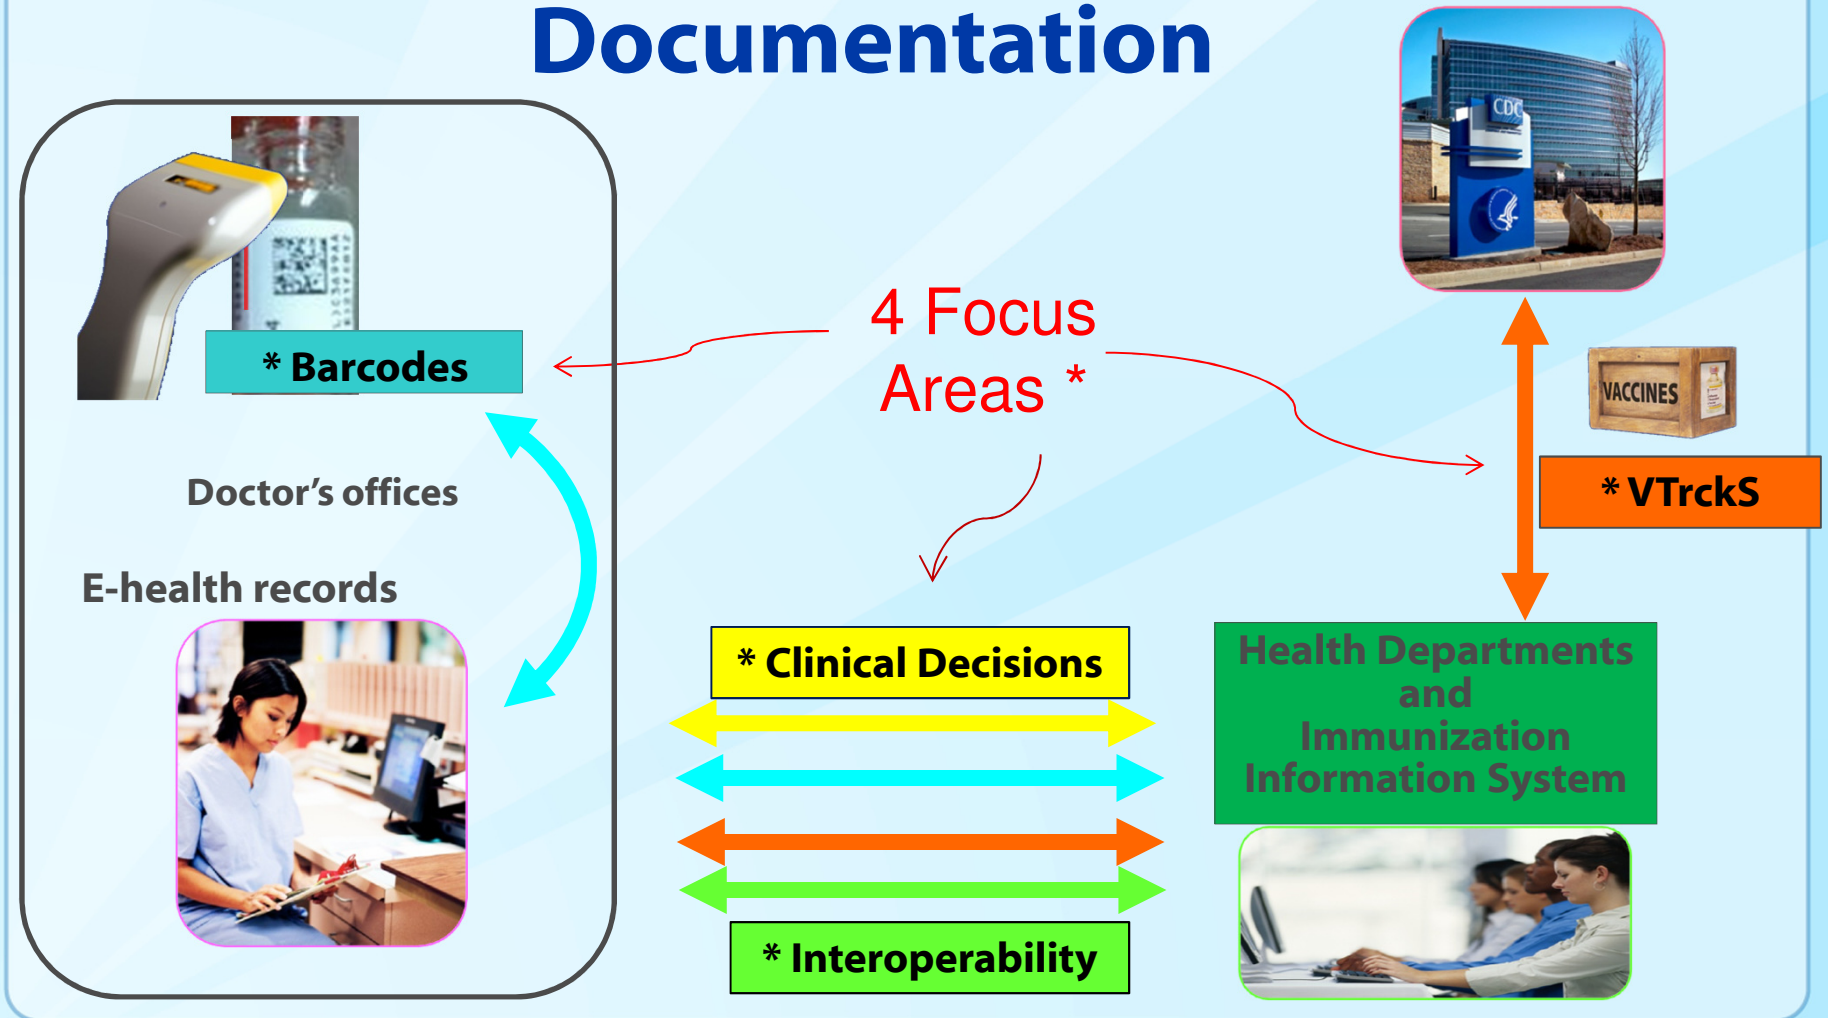 Documentation
CDC
* Barcodes
4 Focus
Areas *
VACCINES
* VTrckS
Doctor’s offices
E-health records
* Clinical Decisions
Health Departments
and
Immunization
Information System
* Interoperability